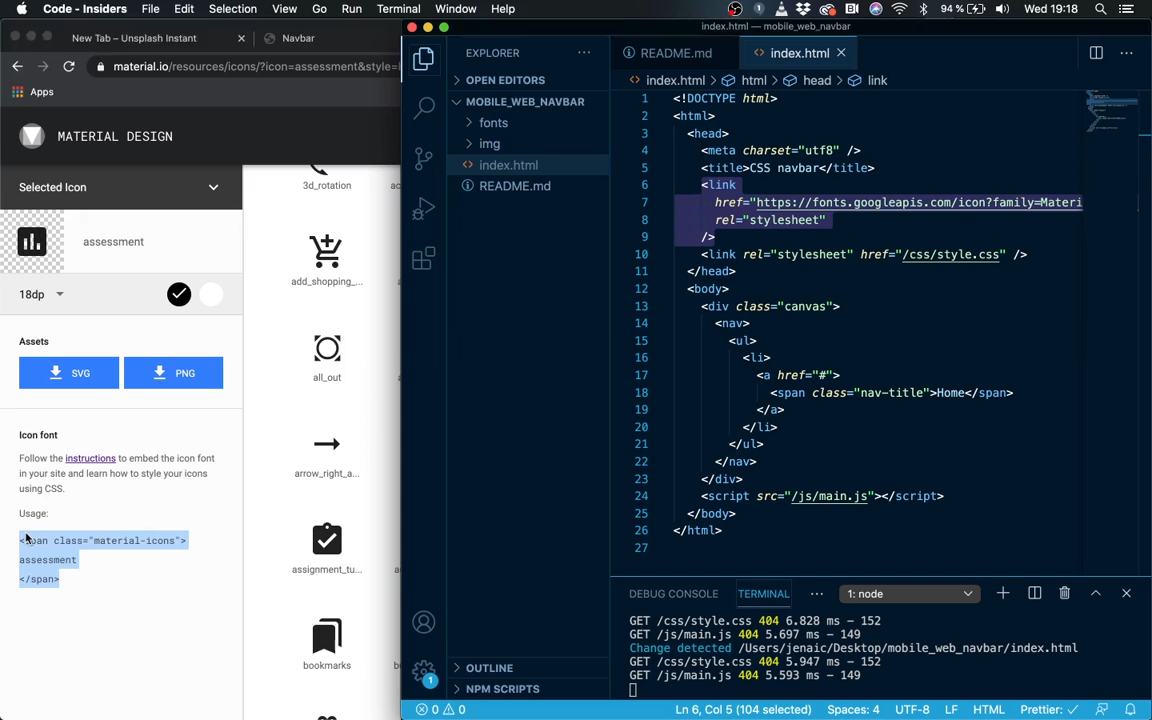 Code - Insiders File Edit Selection View Go Run Terminal Window Help 94 % Wed 19:18
New Tab – Unsplash Instant
Navbar
material.io/resources/icons/?icon=assessment&style=
Apps
MATERIAL DESIGN
Selected Icon
assessment
18dp
Assets
SVG
PNG
Icon font
Follow the instructions to embed the icon font
in your site and learn how to style your icons
using CSS.
Usage:
<span class="material-icons">
assessment
</span>
3d_rotation
add_shopping_...
all_out
arrow_right_a...
assignment_tu...
bookmarks
index.html — mobile_web_navbar
EXPLORER
OPEN EDITORS
MOBILE_WEB_NAVBAR
fonts
img
index.html
README.md
OUTLINE
NPM SCRIPTS
README.md
index.html
index.html > html > head > link
1 <!DOCTYPE html>
2 <html>
3 <head>
4 <meta charset="utf8" />
5 <title>CSS navbar</title>
6 <link
7 href="https://fonts.googleapis.com/icon?family=Materi
8 rel="stylesheet"
9 />
10 <link rel="stylesheet" href="/css/style.css" />
11 </head>
12 <body>
13 <div class="canvas">
14 <nav>
15 <ul>
16 <li>
17 <a href="#">
18 <span class="nav-title">Home</span>
19 </a>
20 </li>
21 </ul>
22 </nav>
23 </div>
24 <script src="/js/main.js"></script>
25 </body>
26 </html>
27
DEBUG CONSOLE TERMINAL ... 1: node
GET /css/style.css 404 6.828 ms - 152
GET /js/main.js 404 5.697 ms - 149
Change detected /Users/jenaic/Desktop/mobile_web_navbar/index.html
GET /css/style.css 404 5.947 ms - 152
GET /js/main.js 404 5.593 ms - 149
1
0 0 Ln 6, Col 5 (104 selected) Spaces: 4 UTF-8 LF HTML Prettier: ✓